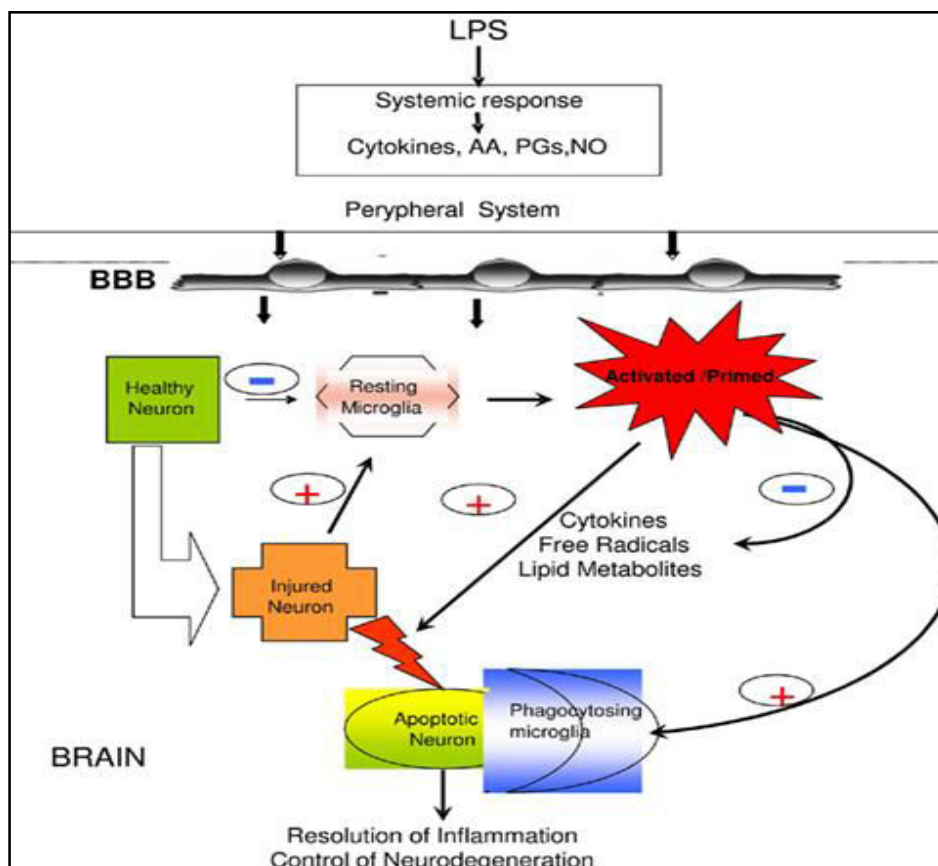 LPS
Systemic response
Cytokines, AA, PGs,NO
Perypheral System
BBB
Healthy
Neuron
Resting
Microglia
Activated /Primed
Cytokines
Free Radicals
Lipid Metabolites
Injured
Neuron
Apoptotic
Neuron
Phagocytosing
microglia
BRAIN
Resolution of Inflammation
Control of Neurodegeneration